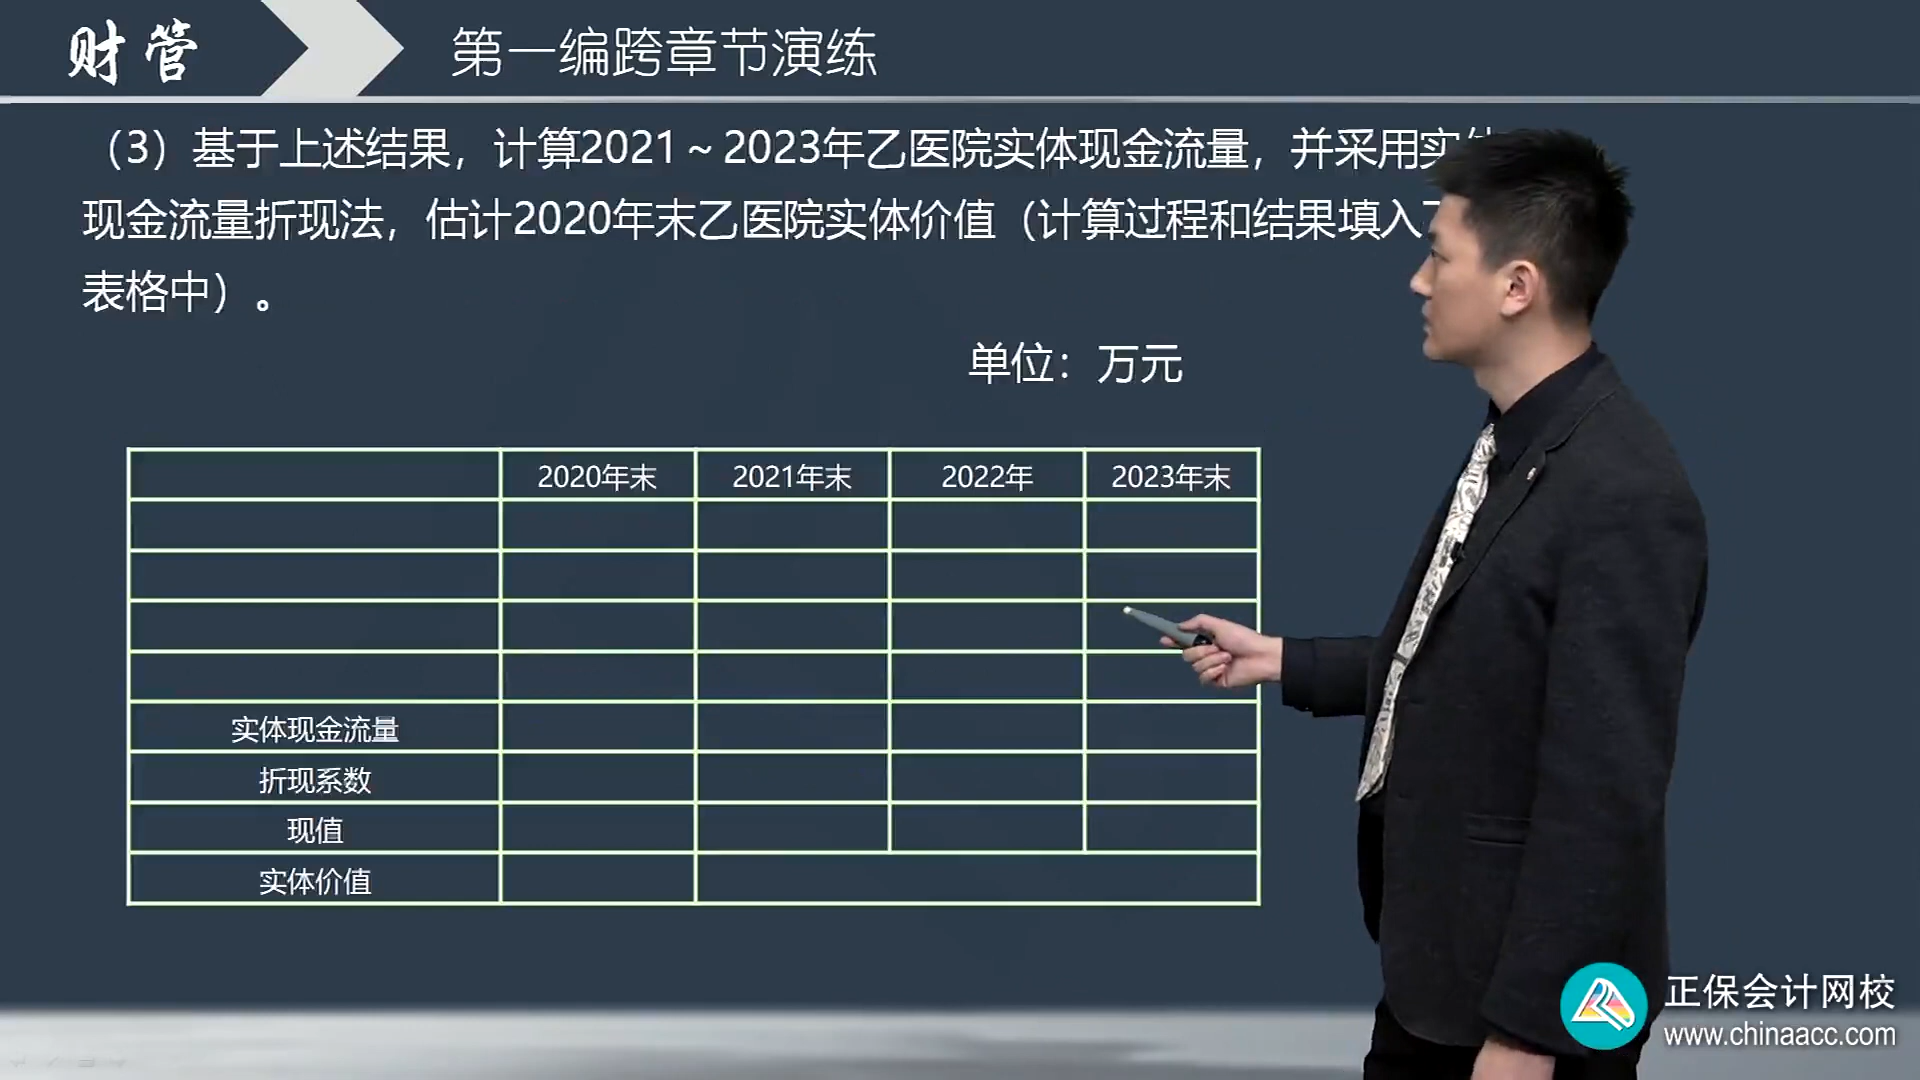 财管
第一编跨章节演练
（3）基于上述结果，计算2021～2023年乙医院实体现金流量，并采用实
现金流量折现法，估计2020年末乙医院实体价值（计算过程和结果填入
表格中）。
单位：万元
2020年末 2021年末 2022年 2023年末
实体现金流量
折现系数
现值
实体价值
正保会计网校
www.chinaacc.com